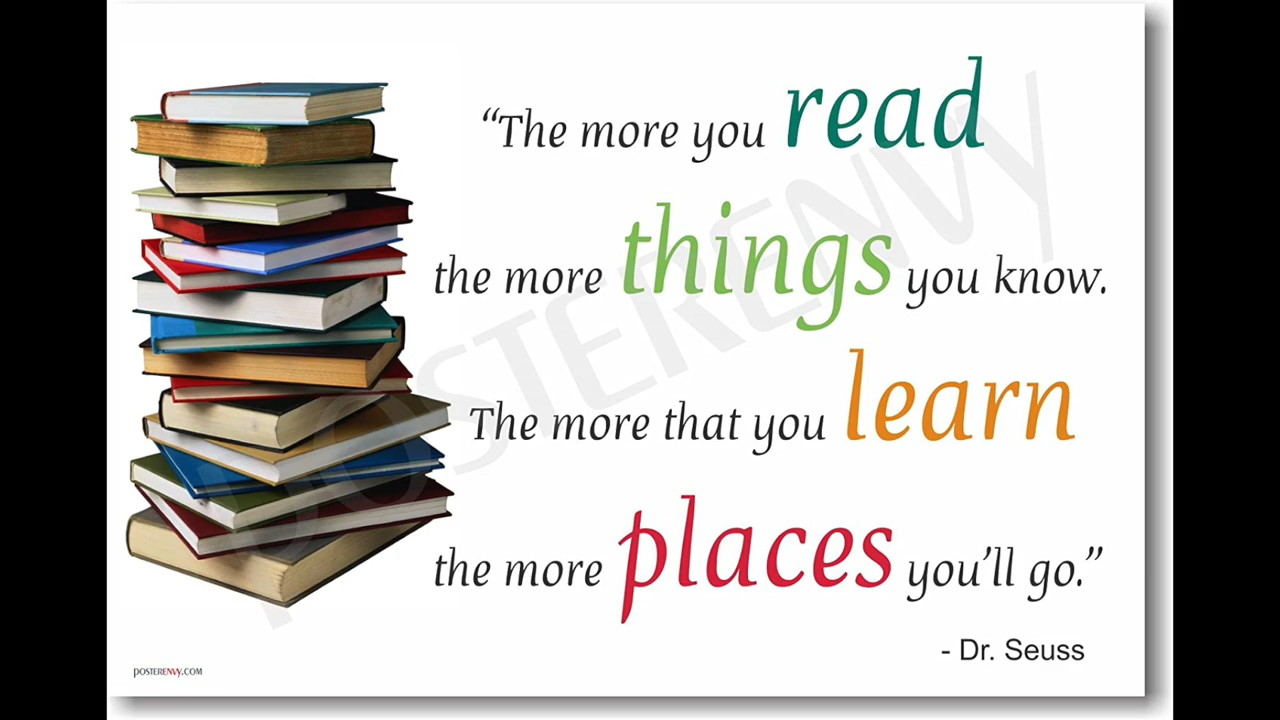 “The more you read
the more things you know.
The more that you learn
the more places you’ll go.”
- Dr. Seuss
POSTERENVY
POSTERENVY.COM